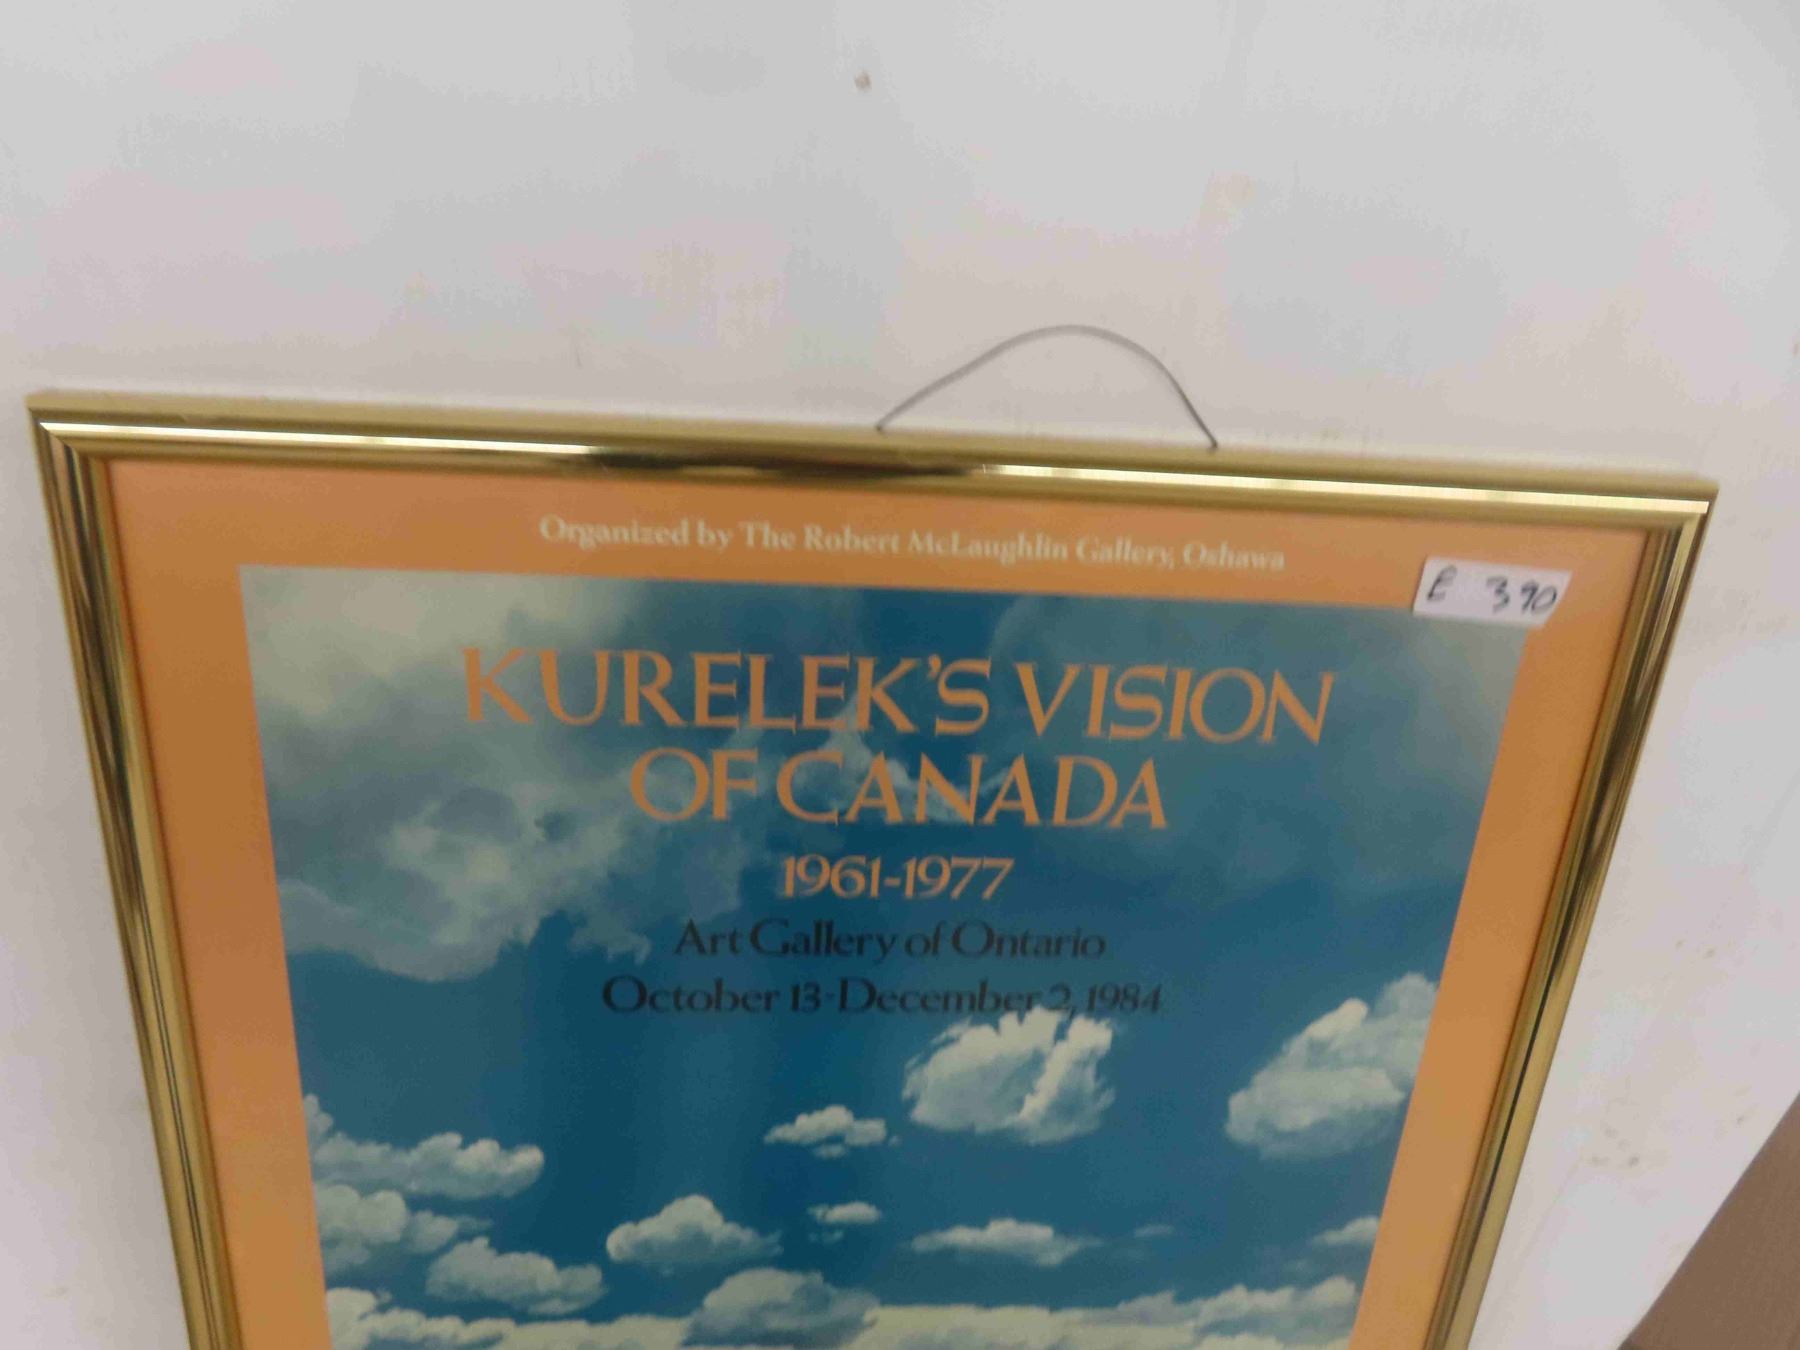 Organized by The Robert McLaughlin Gallery, Oshawa
E 390
KURELEK'S VISION
OF CANADA
1961-1977
Art Gallery of Ontario
October 13-December 2, 1984